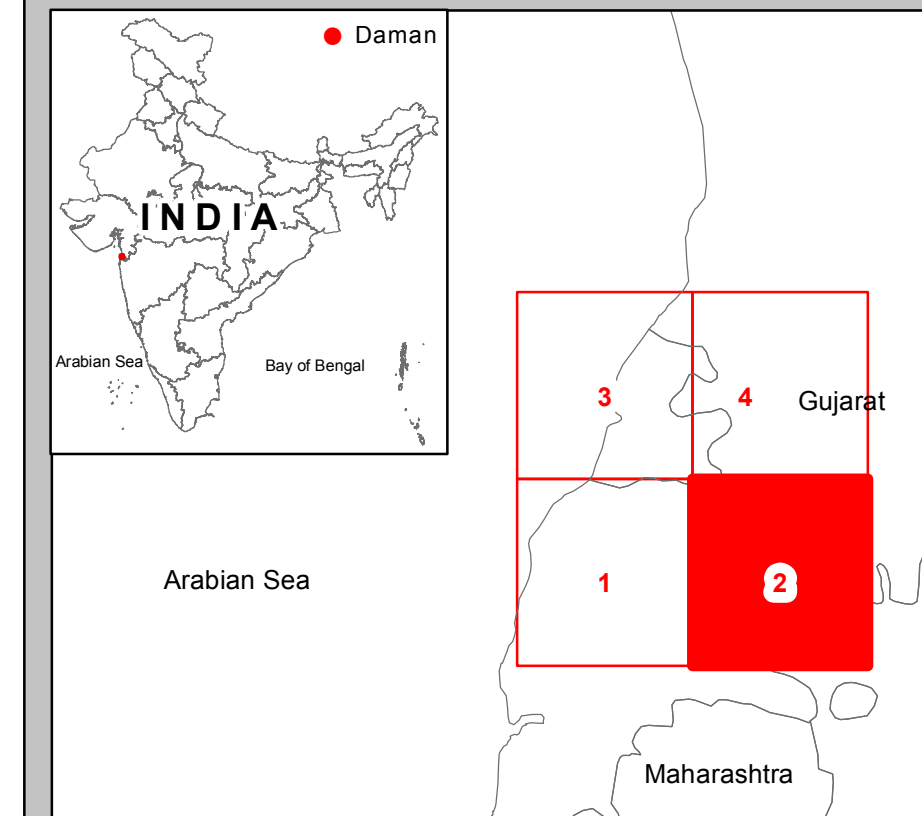 Daman
INDIA
Arabian Sea
Bay of Bengal
3
4
Gujarat
Arabian Sea
1
2
Maharashtra